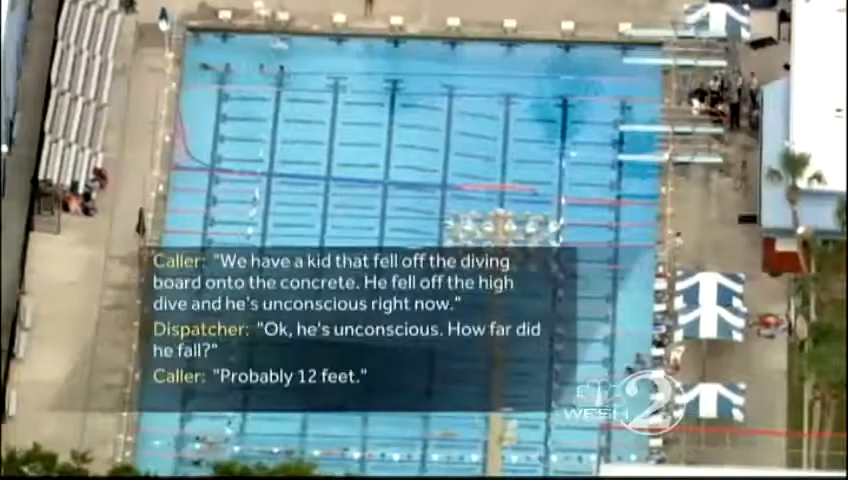 Caller: "We have a kid that fell off the diving
board onto the concrete. He fell off the high
dive and he's unconscious right now."
Dispatcher: "Ok, he's unconscious. How far did
he fall?"
Caller: "Probably 12 feet."
WESH 2